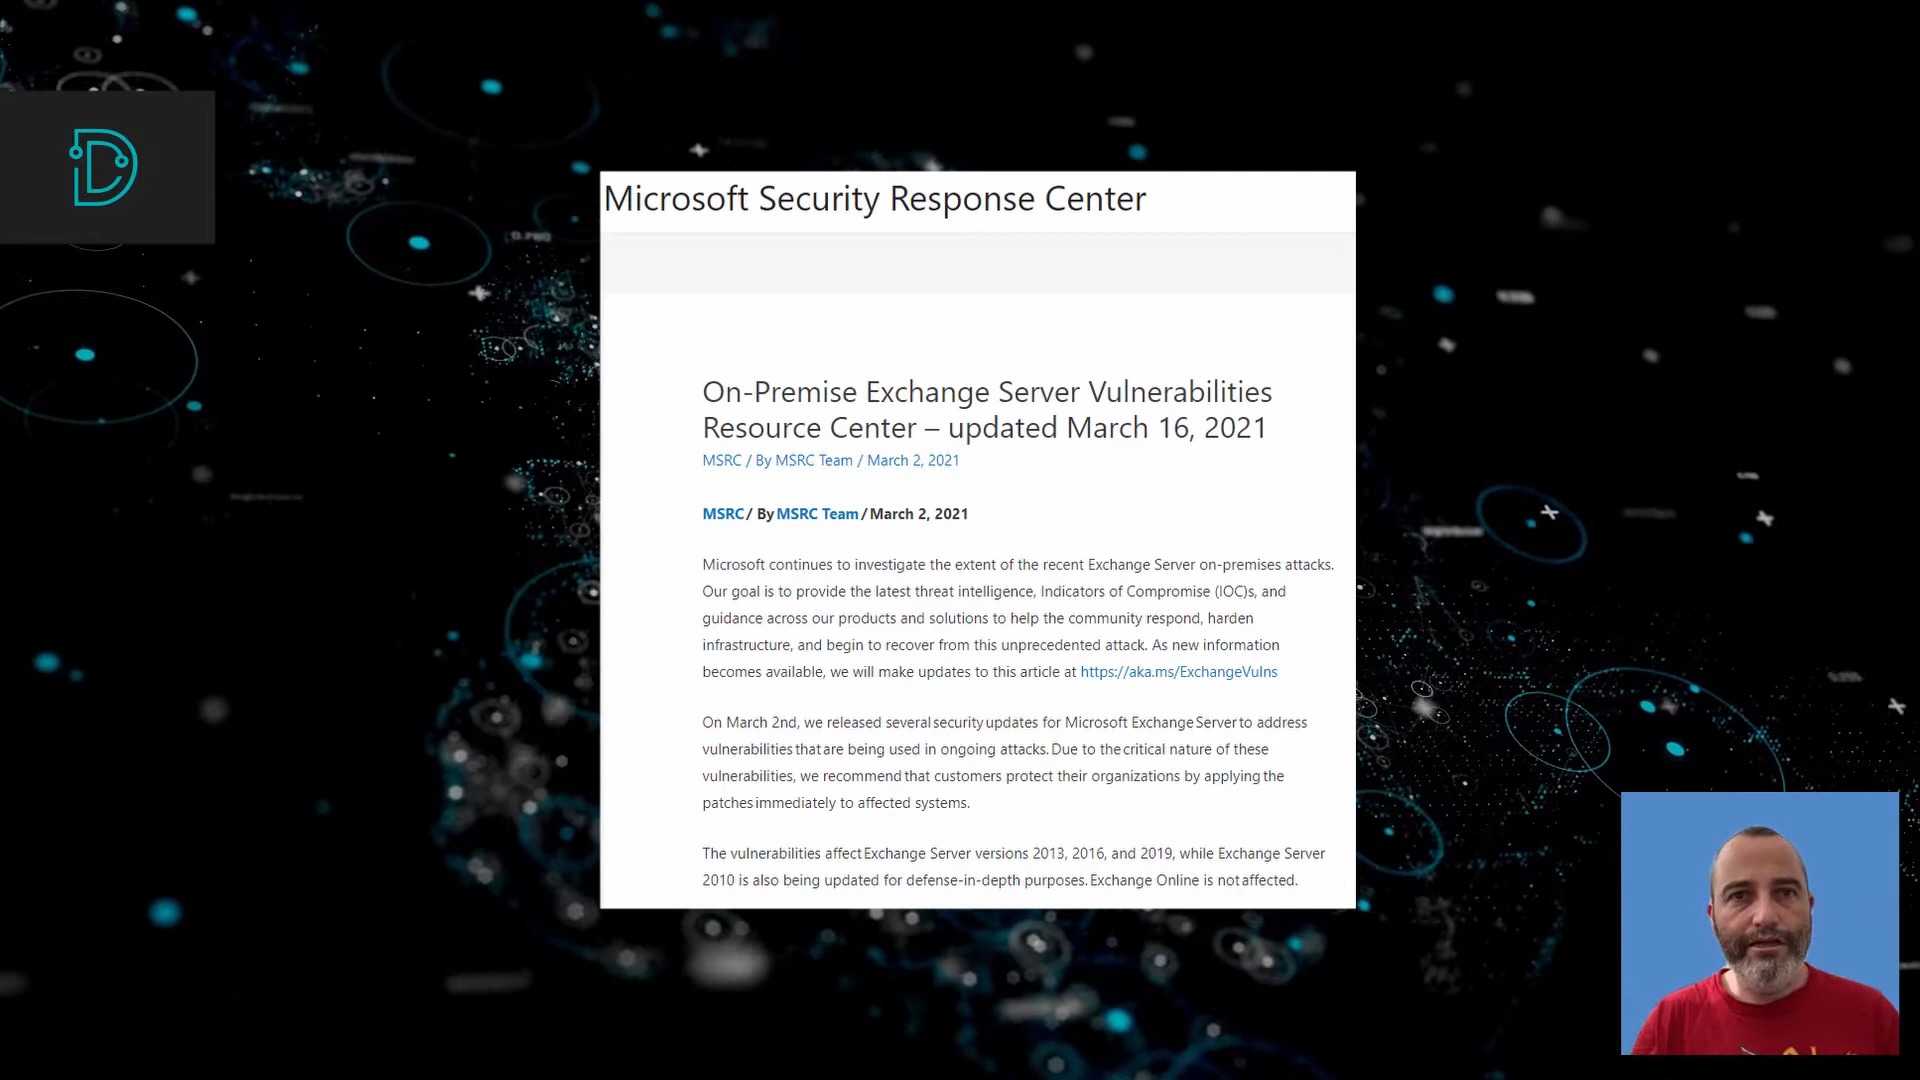 Microsoft Security Response Center
On-Premise Exchange Server Vulnerabilities
Resource Center – updated March 16, 2021
MSRC / By MSRC Team / March 2, 2021
MSRC / By MSRC Team / March 2, 2021
Microsoft continues to investigate the extent of the recent Exchange Server on-premises attacks.
Our goal is to provide the latest threat intelligence, Indicators of Compromise (IOC)s, and
guidance across our products and solutions to help the community respond, harden
infrastructure, and begin to recover from this unprecedented attack. As new information
becomes available, we will make updates to this article at https://aka.ms/ExchangeVulns
On March 2nd, we released several security updates for Microsoft Exchange Server to address
vulnerabilities that are being used in ongoing attacks. Due to the critical nature of these
vulnerabilities, we recommend that customers protect their organizations by applying the
patches immediately to affected systems.
The vulnerabilities affect Exchange Server versions 2013, 2016, and 2019, while Exchange Server
2010 is also being updated for defense-in-depth purposes. Exchange Online is not affected.